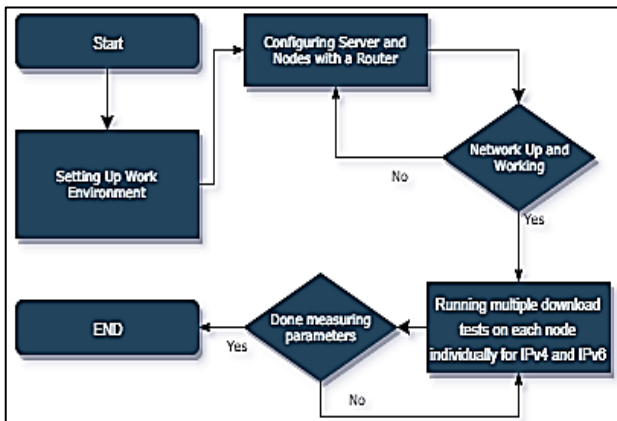 Start
Configuring Server and
Nodes with a Router
Setting Up Work
Environment
Network Up and
Working
No
Yes
Running multiple download
tests on each node
individually for IPv4 and IPv6
Done measuring
parameters
END
Yes
No